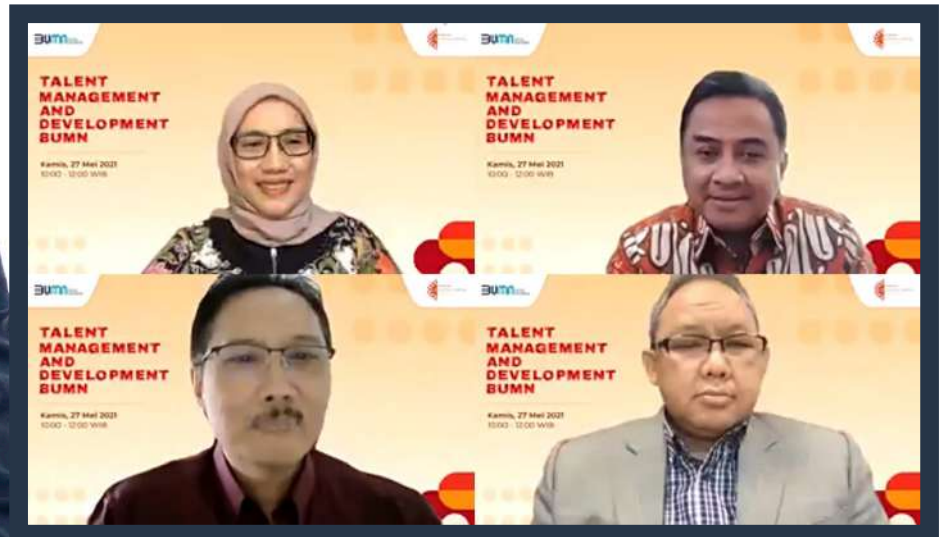 BUMN
TALENT
MANAGEMENT
AND
DEVELOPMENT
BUMN
Kamis, 27 Mei 2021
10:00 - 12:00 WIB
BUMN
TALENT
MANAGEMENT
AND
DEVELOPMENT
BUMN
Kamis, 27 Mei 2021
10:00 - 12:00 WIB
BUMN
TALENT
MANAGEMENT
AND
DEVELOPMENT
BUMN
Kamis, 27 Mei 2021
10:00 - 12:00 WIB
BUMN
TALENT
MANAGEMENT
AND
DEVELOPMENT
BUMN
Kamis, 27 Mei 2021
10:00 - 12:00 WIB